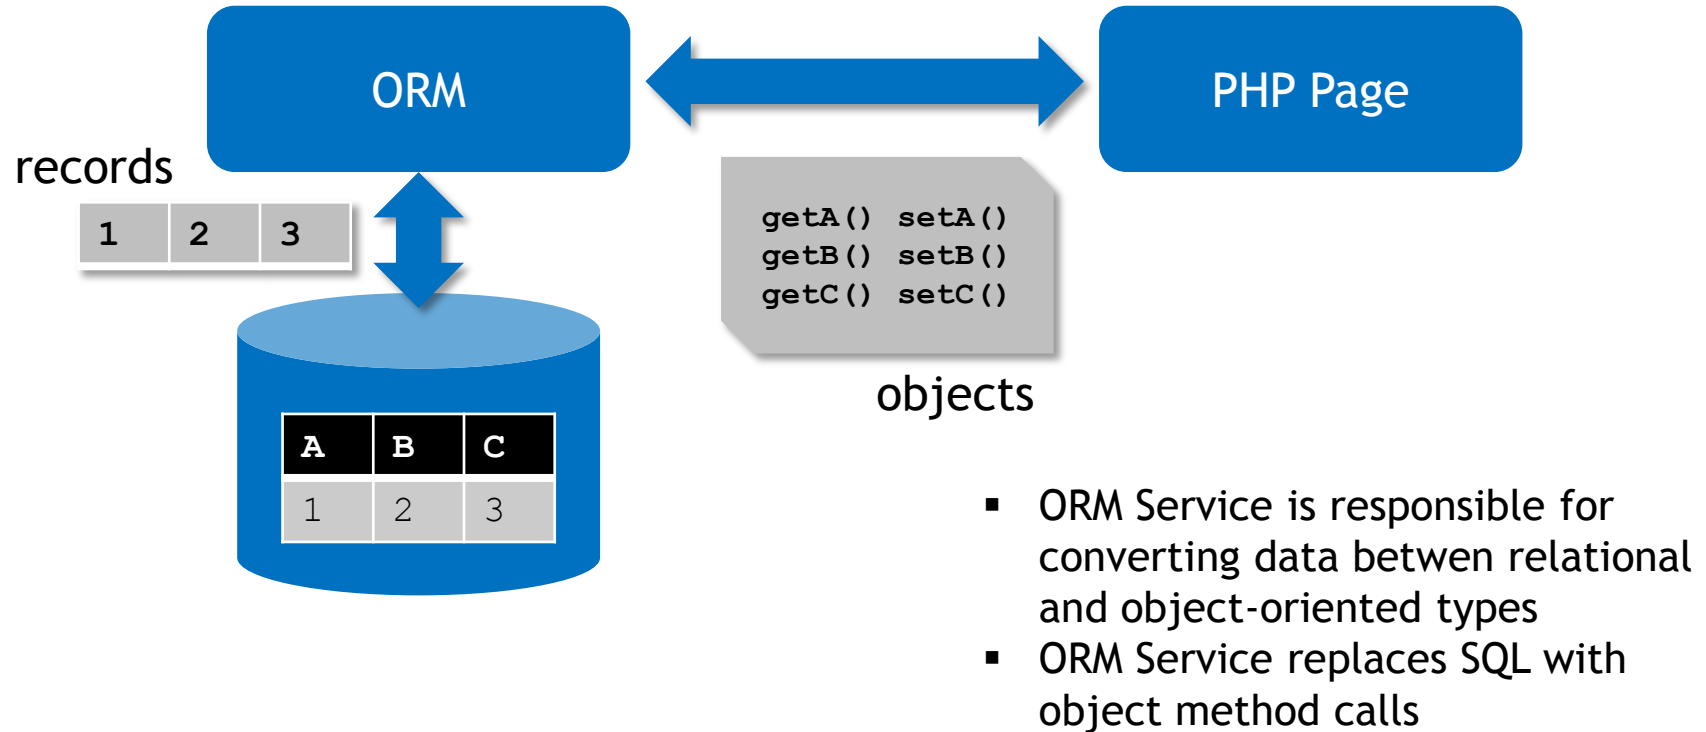 ORM
PHP Page
records
1 2 3
getA() setA()
getB() setB()
getC() setC()
objects
A B C
1 2 3
▪ ORM Service is responsible for
converting data betwen relational
and object-oriented types
▪ ORM Service replaces SQL with
object method calls